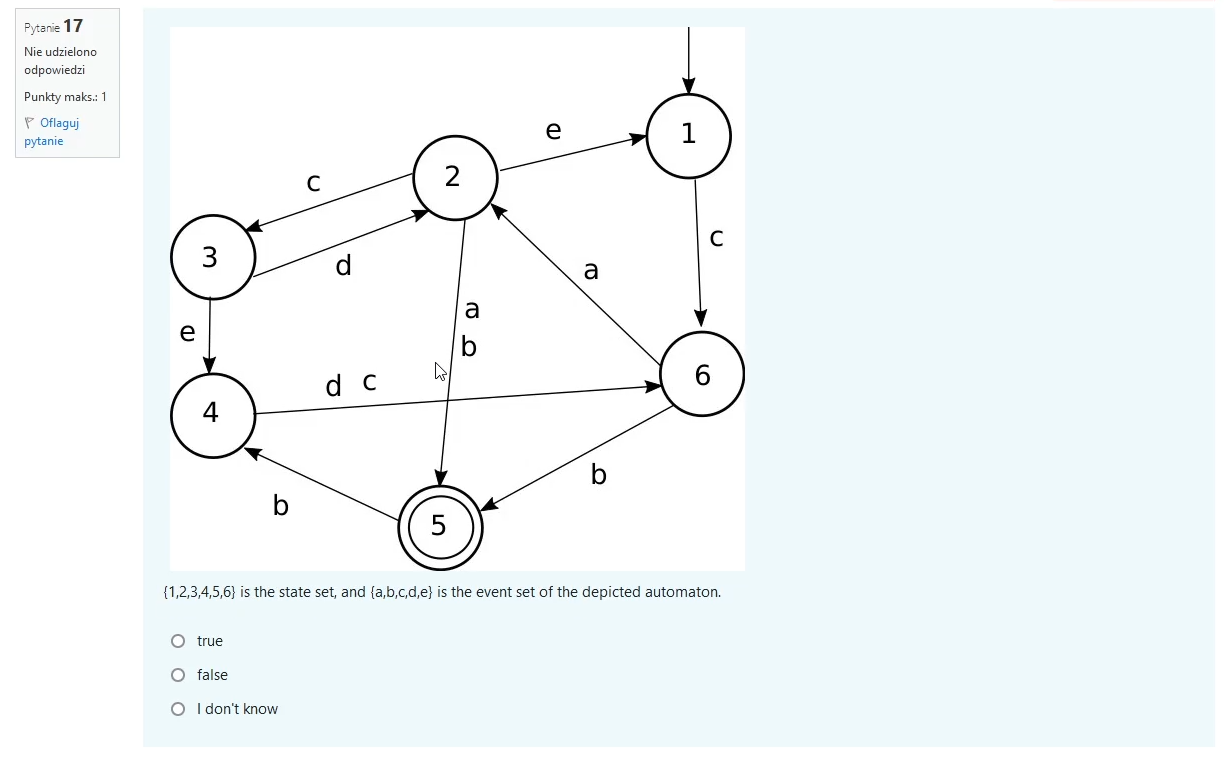 Pytanie 17
Nie udzielono
odpowiedzi
Punkty maks.: 1
Oflaguj
pytanie
1
e
2
c
c
3
d
a
e
a
b
6
d c
4
b
b
5
{1,2,3,4,5,6} is the state set, and {a,b,c,d,e} is the event set of the depicted automaton.
true
false
I don't know